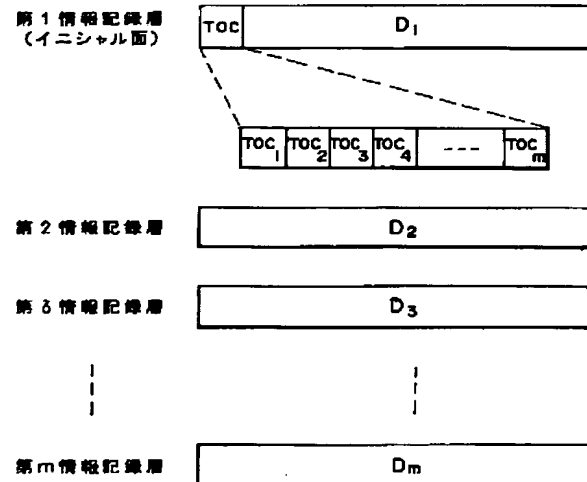 第1情報記録層 TOC D1
(イニシャル面)
TOC1 TOC2 TOC3 TOC4 --- TOCm
第2情報記録層 D2
第3情報記録層 D3
第m情報記録層 Dm